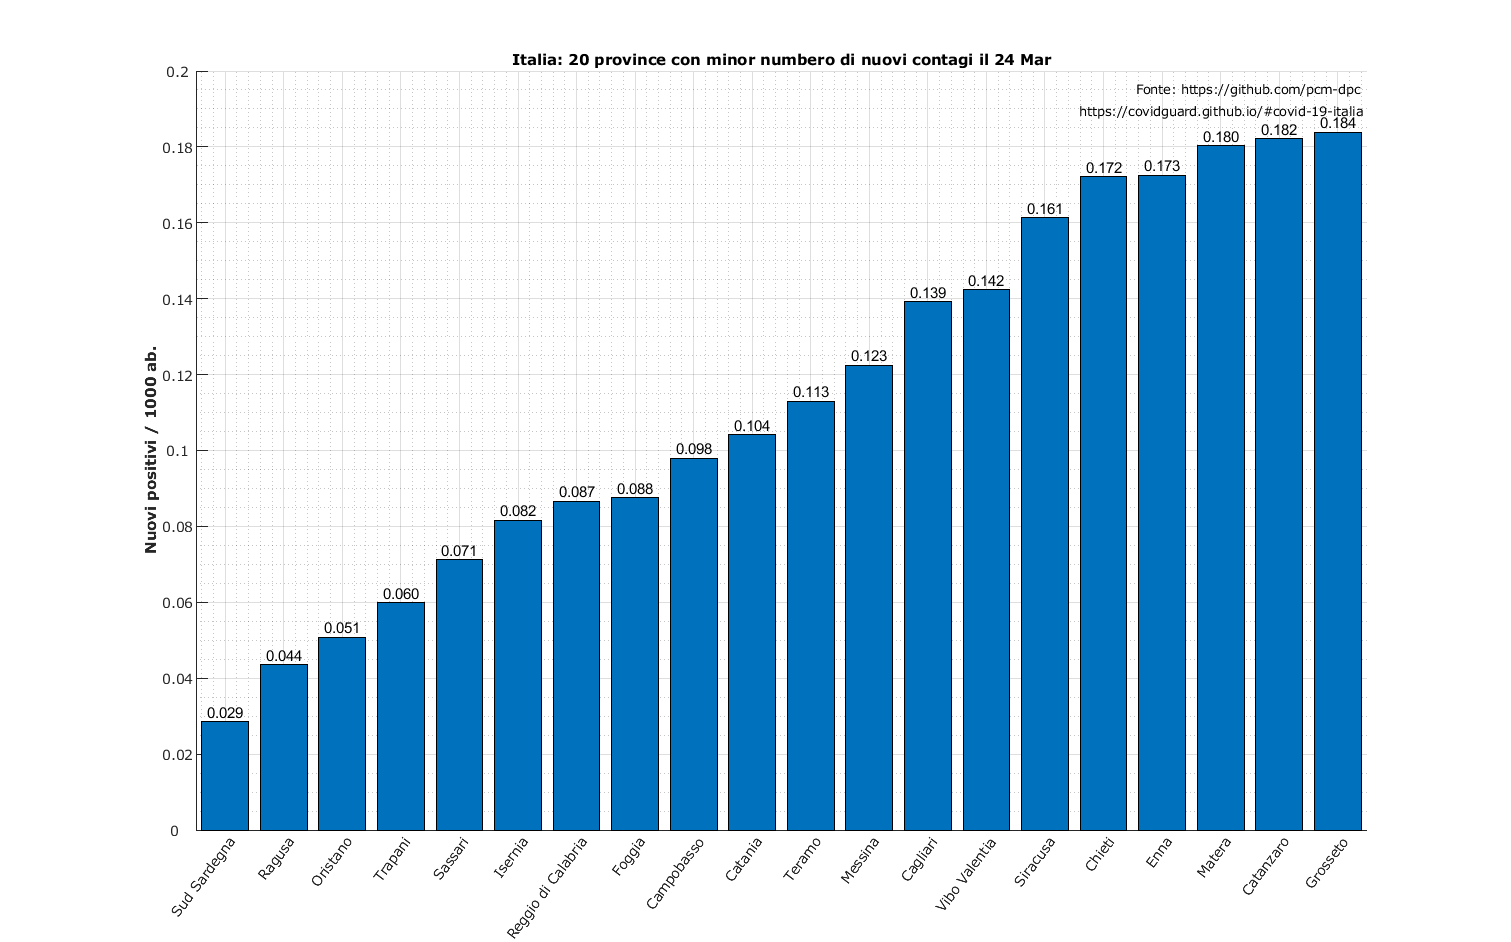 Italia: 20 province con minor numbero di nuovi contagi il 24 Mar
Fonte: https://github.com/pcm-dpc
https://covidguard.github.io/#covid-19-italia
Nuovi positivi / 1000 ab.
0.2
0.18
0.16
0.14
0.12
0.1
0.08
0.06
0.04
0.02
0
0.029
0.044
0.051
0.060
0.071
0.082
0.087
0.088
0.098
0.104
0.113
0.123
0.139
0.142
0.161
0.172
0.173
0.180
0.182
0.184
Sud Sardegna
Ragusa
Oristano
Trapani
Sassari
Isernia
Reggio di Calabria
Foggia
Campobasso
Catania
Teramo
Messina
Cagliari
Vibo Valentia
Siracusa
Chieti
Enna
Matera
Catanzaro
Grosseto